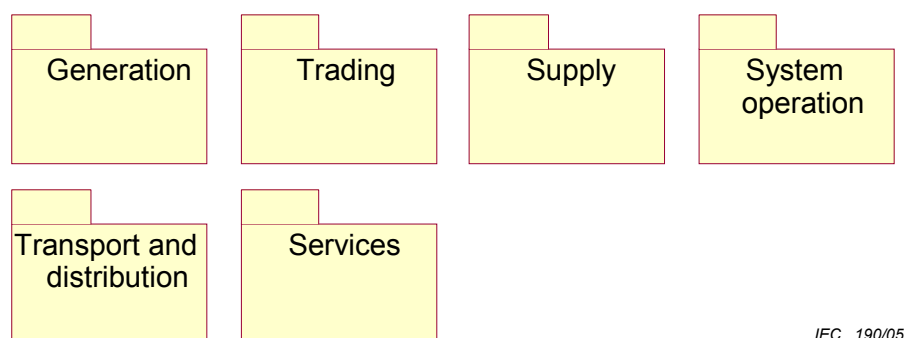 Generation
Trading
Supply
System
operation
Transport and
distribution
Services
IEC 190/05